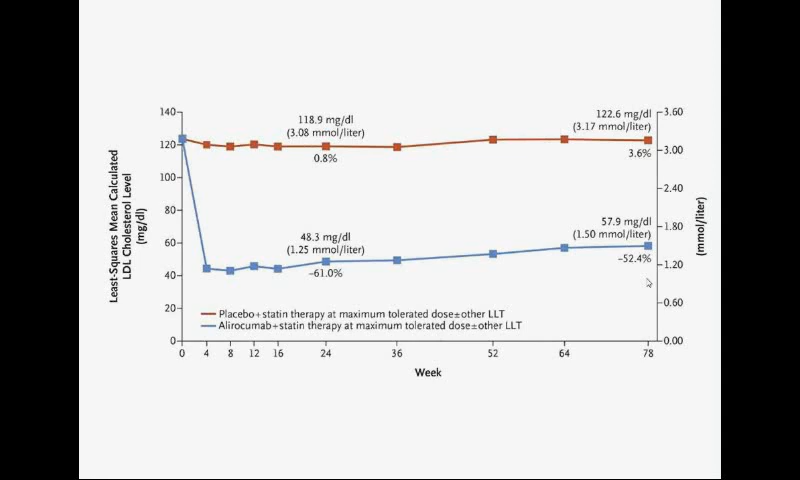 Least-Squares Mean Calculated
LDL Cholesterol Level
(mg/dl)
140
120
100
80
60
40
20
0
118.9 mg/dl
(3.08 mmol/liter)
0.8%
122.6 mg/dl
(3.17 mmol/liter)
3.6%
48.3 mg/dl
(1.25 mmol/liter)
−61.0%
57.9 mg/dl
(1.50 mmol/liter)
−52.4%
Placebo+statin therapy at maximum tolerated dose±other LLT
Alirocumab+statin therapy at maximum tolerated dose±other LLT
3.60
3.00
2.40
1.80
1.20
0.60
0.00
(mmol/liter)
0 4 8 12 16 24 36 52 64 78
Week